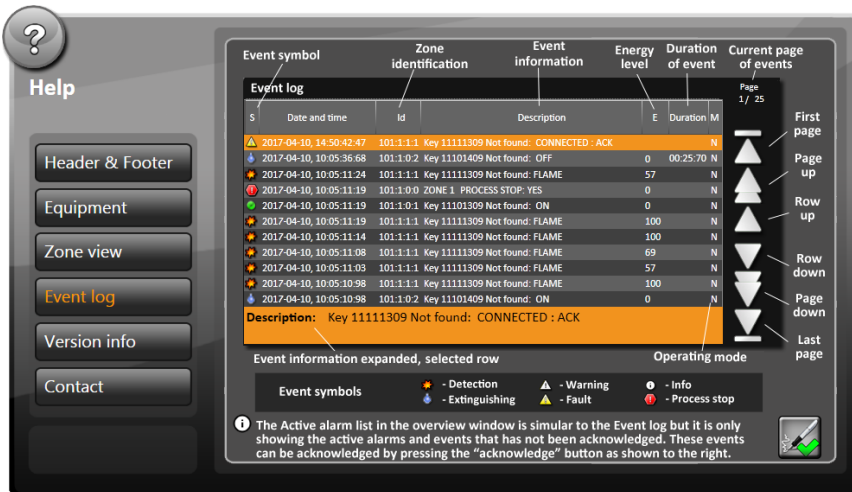 ?
Help
Header & Footer
Equipment
Zone view
Event log
Version info
Contact
Event symbol
Zone
identification
Event
information
Energy
level
Duration
of event
Current page
of events
Event log
Page
1/ 25
S Date and time Id Description E Duration M
2017-04-10, 14:50:42:47 101:1:1:1 Key 11111309 Not found: CONNECTED : ACK N
2017-04-10, 10:05:36:68 101:1:0:2 Key 11101409 Not found: OFF 0 00:25:70 N
2017-04-10, 10:05:11:24 101:1:1:1 Key 11111309 Not found: FLAME 57 N
2017-04-10, 10:05:11:19 101:1:0:0 ZONE 1 PROCESS STOP: YES 0 N
2017-04-10, 10:05:11:19 101:1:0:1 Key 11101309 Not found: ON 0 N
2017-04-10, 10:05:11:19 101:1:1:1 Key 11111309 Not found: FLAME 100 N
2017-04-10, 10:05:11:14 101:1:1:1 Key 11111309 Not found: FLAME 100 N
2017-04-10, 10:05:11:08 101:1:1:1 Key 11111309 Not found: FLAME 69 N
2017-04-10, 10:05:11:03 101:1:1:1 Key 11111309 Not found: FLAME 57 N
2017-04-10, 10:05:10:98 101:1:1:1 Key 11111309 Not found: FLAME 100 N
2017-04-10, 10:05:10:98 101:1:0:2 Key 11101409 Not found: ON 0 N
Description: Key 11111309 Not found: CONNECTED : ACK
First
page
Page
up
Row
up
Row
down
Page
down
Last
page
Event information expanded, selected row
Operating mode
Event symbols
- Detection
- Extinguishing
- Warning
- Fault
- Info
- Process stop
The Active alarm list in the overview window is simular to the Event log but it is only
showing the active alarms and events that has not been acknowledged. These events
can be acknowledged by pressing the “acknowledge” button as shown to the right.